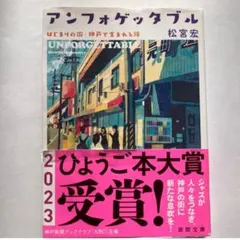 アンフォゲッタブル
はじまりの街・神戸で生まれる絆
松宮宏
UNFORGETTABLE
2023
ひょうご本大賞
受賞!
ジャズが
人々をつなぎ、
神戸の街に
新たな息吹を!
徳間文庫